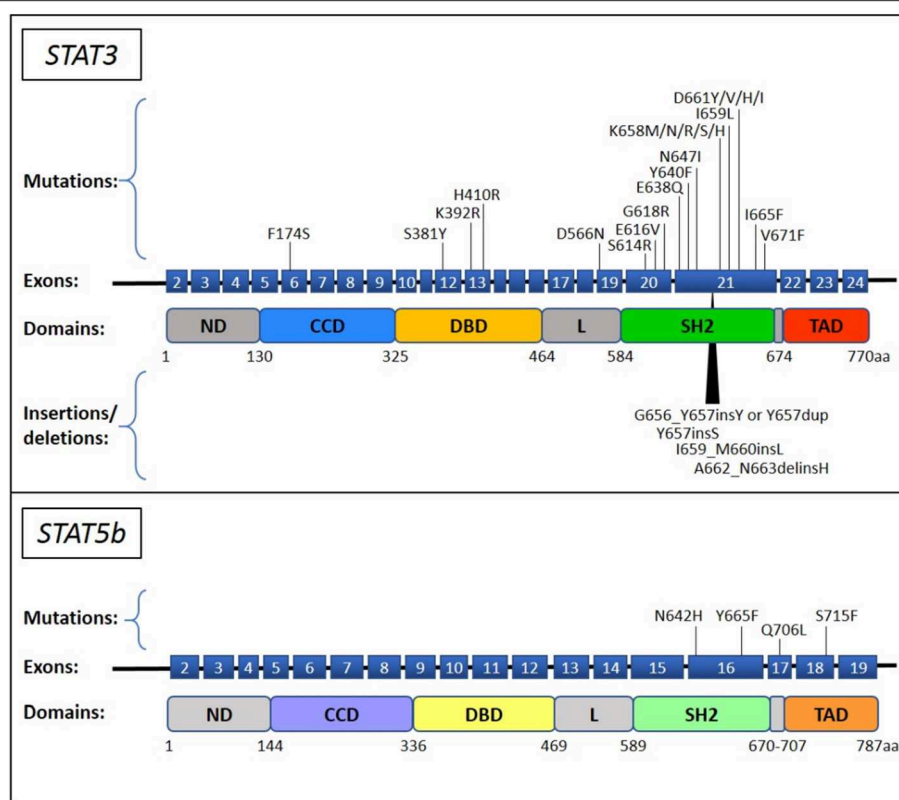 STAT3
D661Y/V/H/I
I659L
K658M/N/R/S/H
N647I
Y640F
E638Q
H410R
K392R
G618R
I665F
Mutations:
F174S
S381Y
D566N
E616V
V671F
S614R
Exons:
2 3 4 5 6 7 8 9 10 12 13 17 19 20 21 22 23 24
Domains:
ND CCD DBD L SH2 TAD
1 130 325 464 584 674 770aa
Insertions/
deletions:
G656_Y657insY or Y657dup
Y657insS
I659_M660insL
A662_N663delinsH
STAT5b
Mutations:
N642H Y665F S715F
Q706L
Exons:
2 3 4 5 6 7 8 9 10 11 12 13 14 15 16 17 18 19
Domains:
ND CCD DBD L SH2 TAD
1 144 336 469 589 670-707 787aa